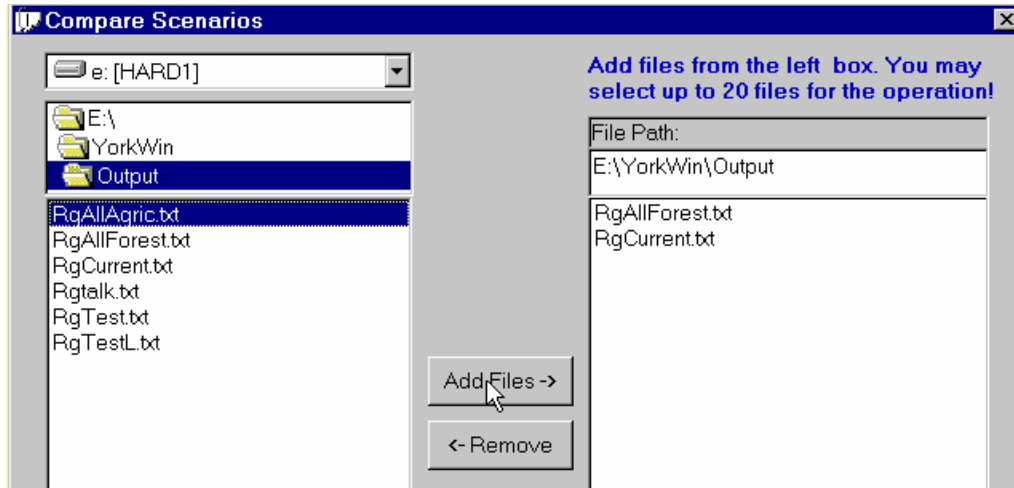 Compare Scenarios
e: [HARD1]
E:\
YorkWin
Output
RgAllAgric.txt
RgAllForest.txt
RgCurrent.txt
Rgtalk.txt
RgTest.txt
RgTestL.txt
Add Files ->
<- Remove
Add files from the left box. You may
select up to 20 files for the operation!
File Path:
E:\YorkWin\Output
RgAllForest.txt
RgCurrent.txt